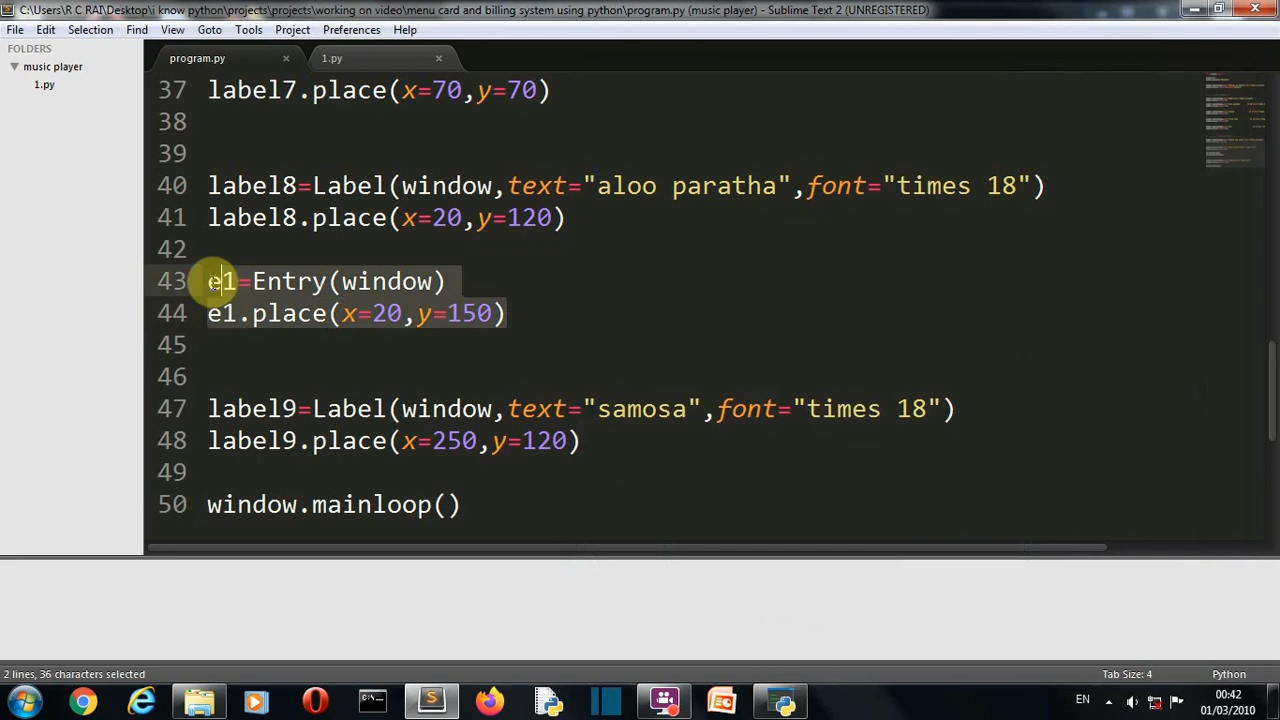 C:\Users\R C RAI\Desktop\i know python\projects\projects\working on video\menu card and billing system using python\program.py (music player) - Sublime Text 2 (UNREGISTERED)
File Edit Selection Find View Goto Tools Project Preferences Help
FOLDERS
music player
1.py
program.py
1.py
37 label7.place(x=70,y=70)
38
39
40 label8=Label(window,text="aloo paratha",font="times 18")
41 label8.place(x=20,y=120)
42
43 e1=Entry(window)
44 e1.place(x=20,y=150)
45
46
47 label9=Label(window,text="samosa",font="times 18")
48 label9.place(x=250,y=120)
49
50 window.mainloop()
2 lines, 36 characters selected
Tab Size: 4
Python
EN
00:42
01/03/2010